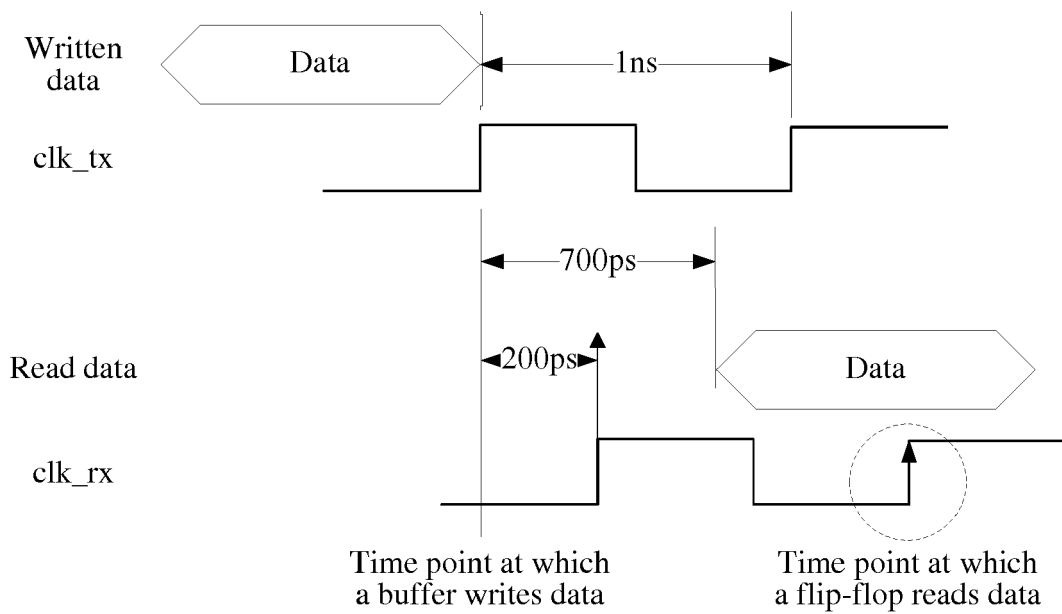 Written
data
Data
1ns
clk_tx
700ps
Read data
200ps
Data
clk_rx
Time point at which
a buffer writes data
Time point at which
a flip-flop reads data